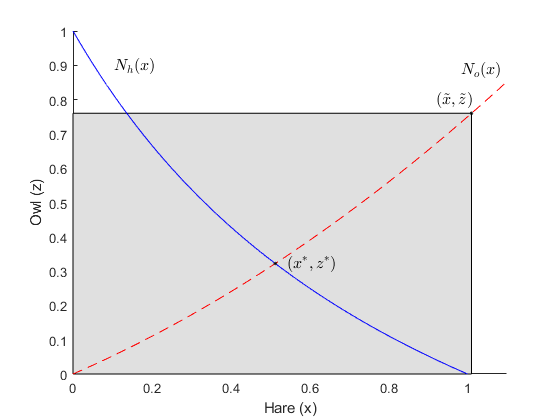 1
0.9
0.8
0.7
0.6
0.5
0.4
0.3
0.2
0.1
0
Owl (z)
N_h(x)
N_o(x)
(x̃, z̃)
(x*, z*)
0 0.2 0.4 0.6 0.8 1
Hare (x)